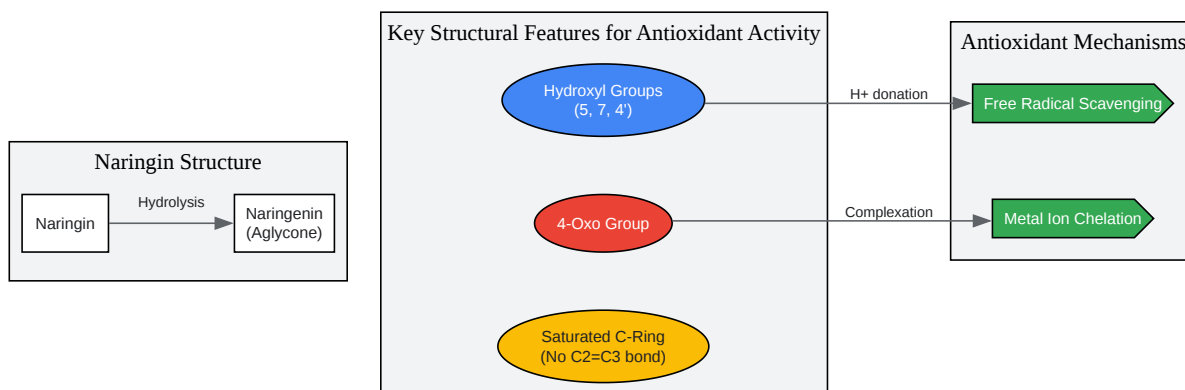 Naringin Structure
Naringin
Hydrolysis
Naringenin
(Aglycone)
Key Structural Features for Antioxidant Activity
Hydroxyl Groups
(5, 7, 4')
4-Oxo Group
Saturated C-Ring
(No C2=C3 bond)
H+ donation
Complexation
Antioxidant Mechanisms
Free Radical Scavenging
Metal Ion Chelation